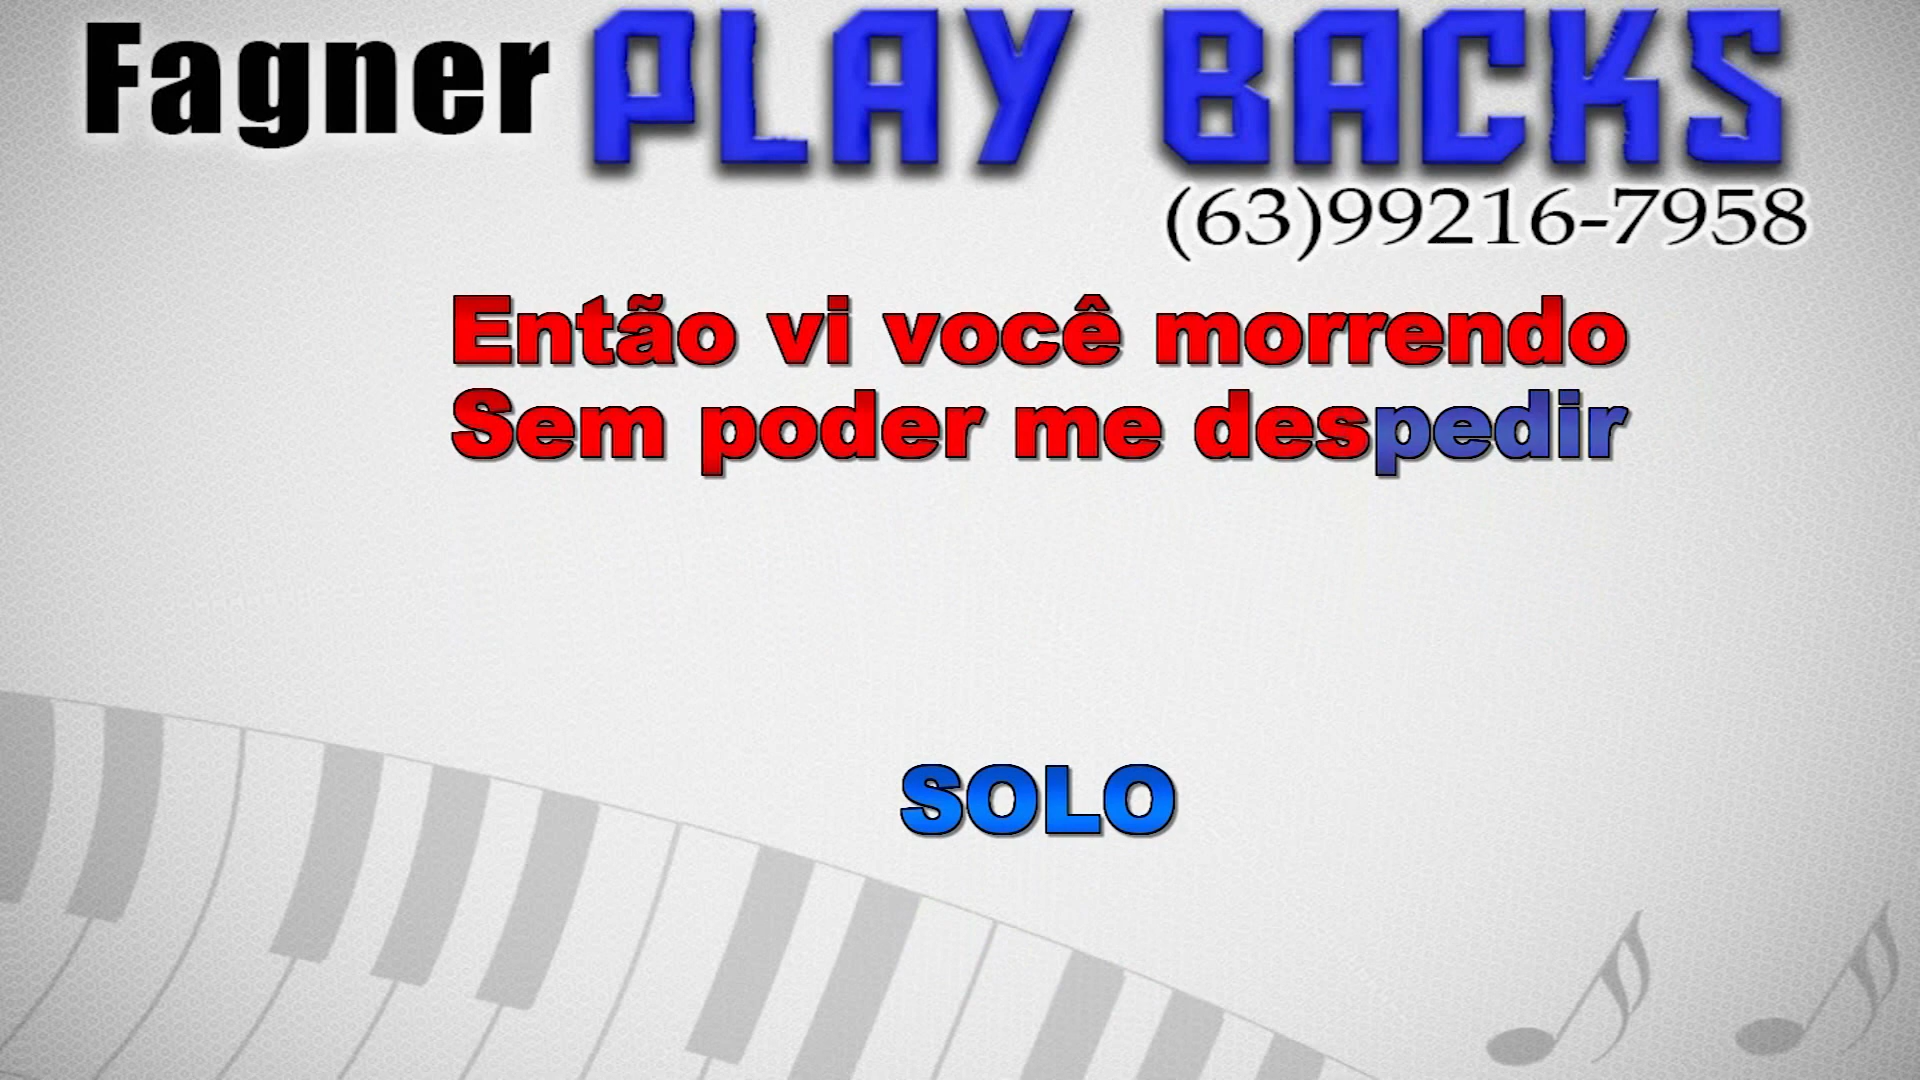 Fagner PLAY BACKS
(63)99216-7958
Então vi você morrendo
Sem poder me despedir
SOLO